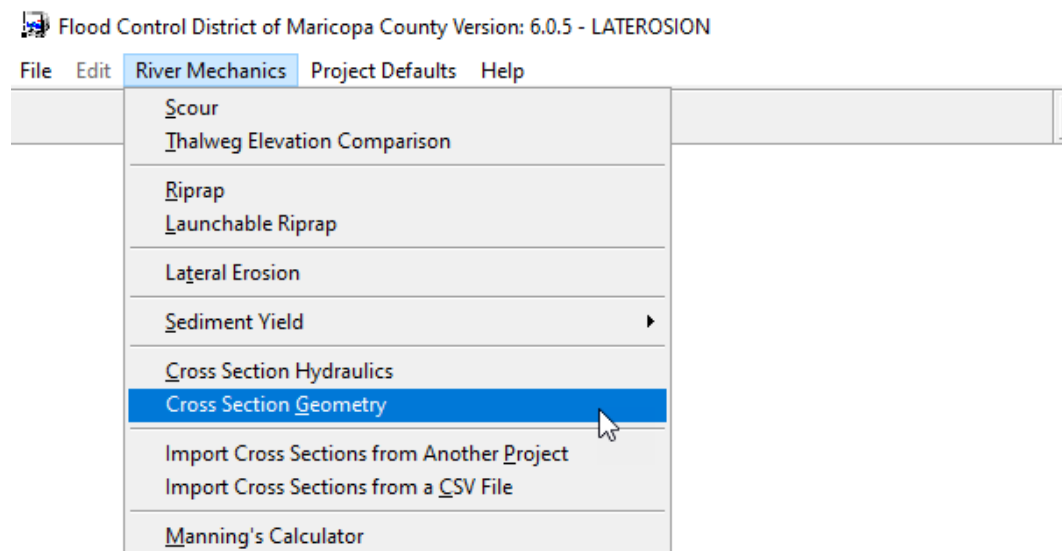 Flood Control District of Maricopa County Version: 6.0.5 - LATEROSION
File Edit River Mechanics Project Defaults Help
Scour
Thalweg Elevation Comparison
Riprap
Launchable Riprap
Lateral Erosion
Sediment Yield
Cross Section Hydraulics
Cross Section Geometry
Import Cross Sections from Another Project
Import Cross Sections from a CSV File
Manning's Calculator